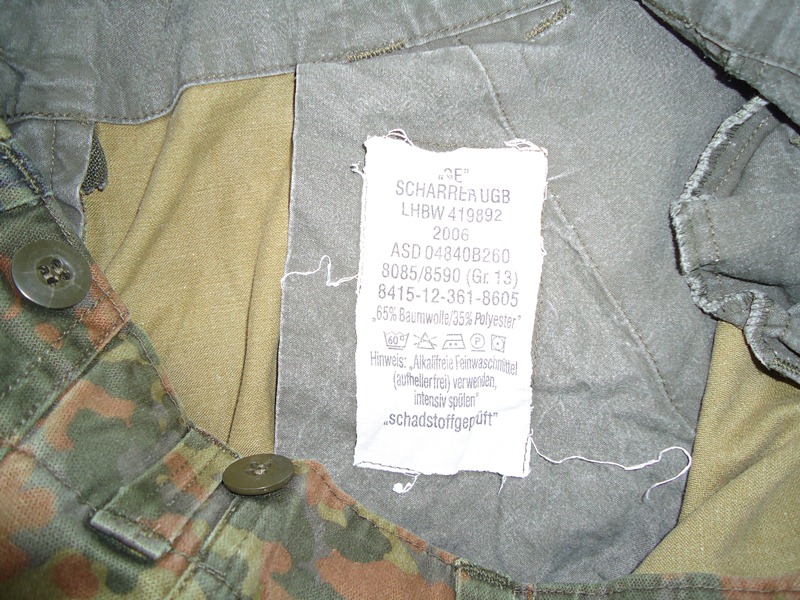 „GE"
SCHARRER UGB
LHBW 419892
2006
ASD 04840B260
8085/8590 (Gr. 13)
8415-12-361-8605
„65% Baumwolle/35% Polyester"
60°
P
Hinweis: „Alkalifreie Feinwaschmittel
(aufhellerfrei) verwenden,
intensiv spülen"
„schadstoffgeprüft"